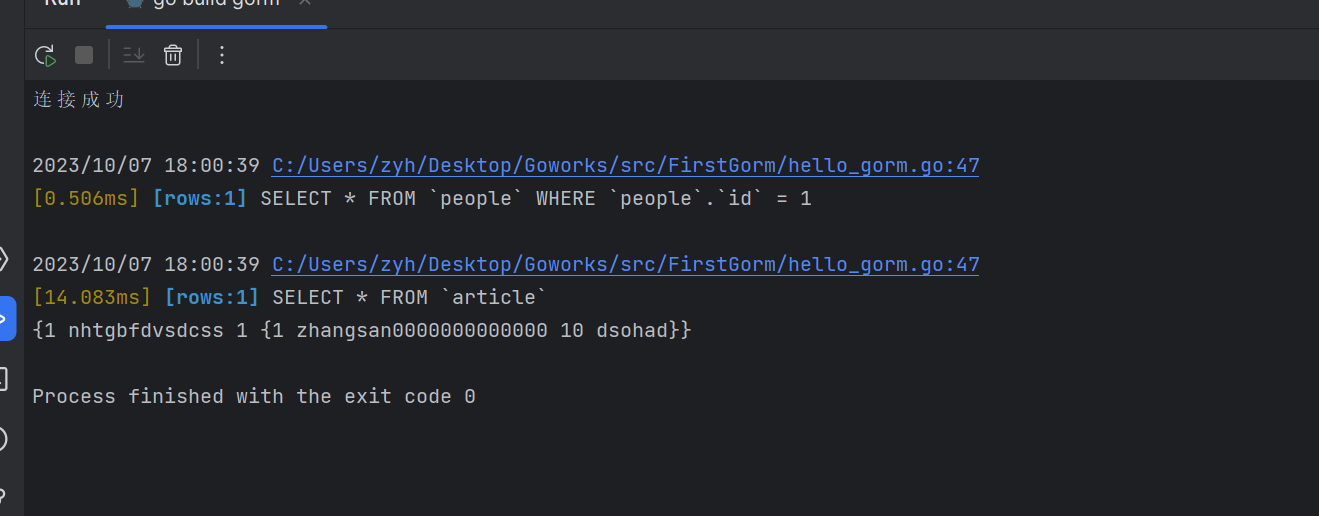 Run go build gorm
连接成功
2023/10/07 18:00:39 C:/Users/zyh/Desktop/Goworks/src/FirstGorm/hello_gorm.go:47
[0.506ms] [rows:1] SELECT * FROM `people` WHERE `people`.`id` = 1
2023/10/07 18:00:39 C:/Users/zyh/Desktop/Goworks/src/FirstGorm/hello_gorm.go:47
[14.083ms] [rows:1] SELECT * FROM `article`
{1 nhtgbfdvsdcss 1 {1 zhangsan0000000000000 10 dsohad}}
Process finished with the exit code 0